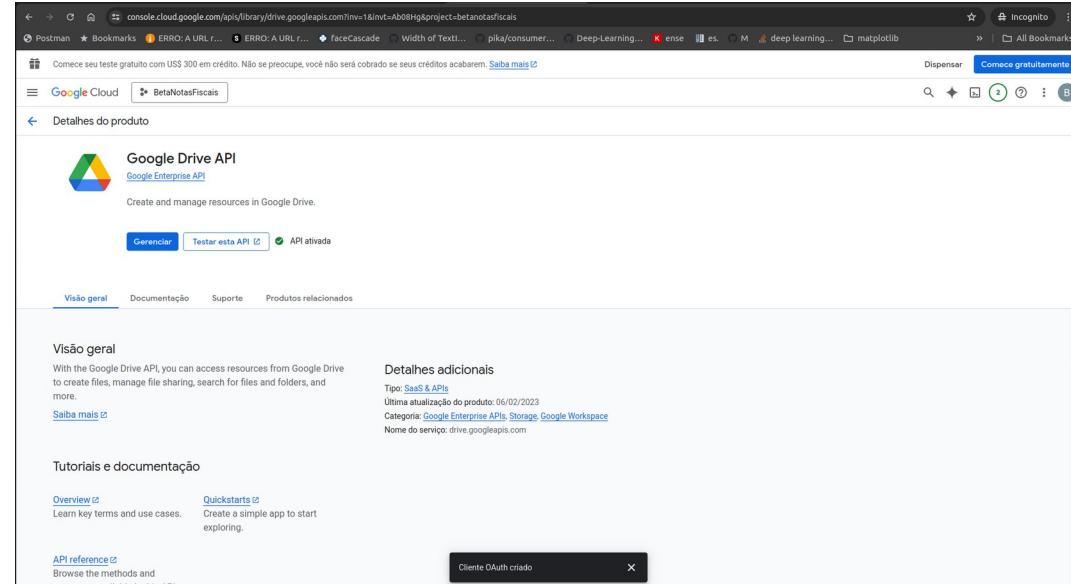 console.cloud.google.com/apis/library/drive.googleapis.com?inv=1&invt=Ab08Hg&project=betanotasfiscais
Incognito
Postman Bookmarks ERRO: A URL r... ERRO: A URL r... faceCascade Width of TextI... pika/consumer... Deep-Learning... ense es. M deep learning... matplotlib » All Bookmarks
Comece seu teste gratuito com US$ 300 em crédito. Não se preocupe, você não será cobrado se seus créditos acabarem. Saiba mais
Dispensar Comece gratuitamente
Google Cloud BetaNotasFiscais 2 B
Detalhes do produto
Google Drive API
Google Enterprise API
Create and manage resources in Google Drive.
Gerenciar Testar esta API API ativada
Visão geral Documentação Suporte Produtos relacionados
Visão geral
With the Google Drive API, you can access resources from Google Drive
to create files, manage file sharing, search for files and folders, and
more.
Saiba mais
Detalhes adicionais
Tipo: SaaS & APIs
Última atualização do produto: 06/02/2023
Categoria: Google Enterprise APIs, Storage, Google Workspace
Nome do serviço: drive.googleapis.com
Tutoriais e documentação
Overview
Learn key terms and use cases.
Quickstarts
Create a simple app to start
exploring.
API reference
Browse the methods and
Cliente OAuth criado